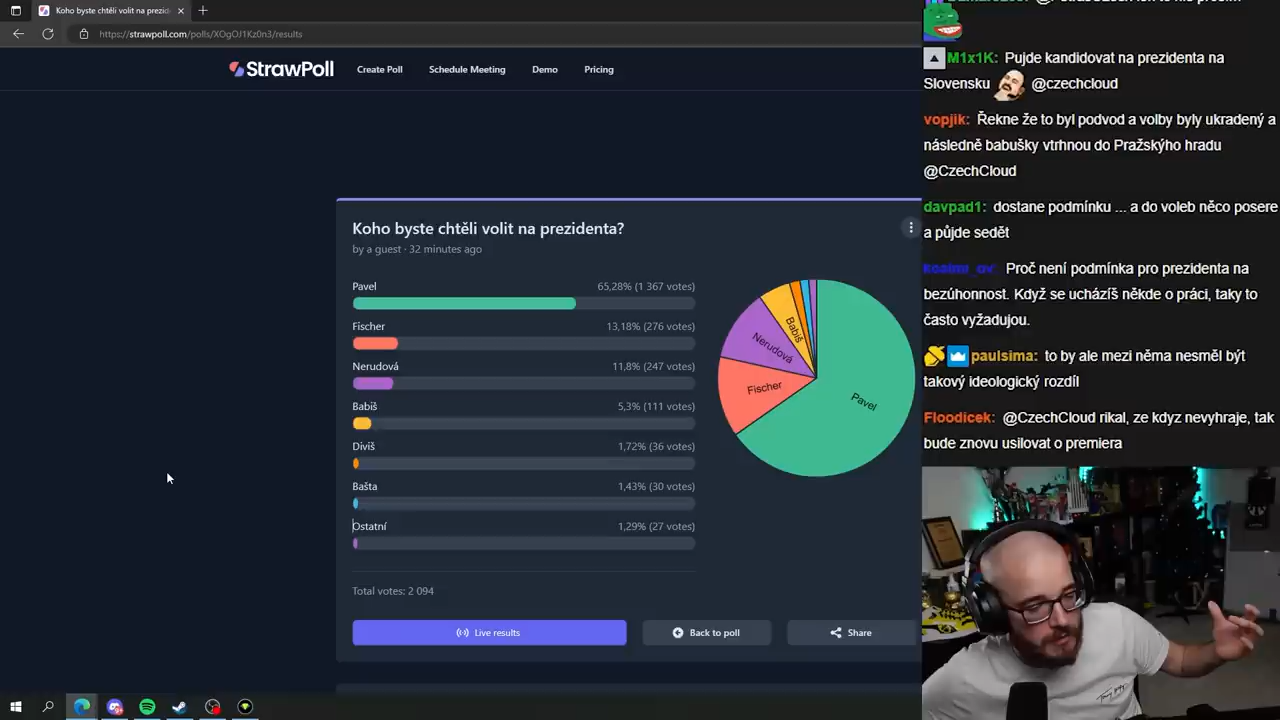 Koho byste chtěli volit na prezid
https://strawpoll.com/polls/XOgOJ1Kz0n3/results
StrawPoll
Create Poll
Schedule Meeting
Demo
Pricing
Koho byste chtěli volit na prezidenta?
by a guest · 32 minutes ago
Pavel
65,28% (1 367 votes)
Fischer
13,18% (276 votes)
Nerudová
11,8% (247 votes)
Babiš
5,3% (111 votes)
Diviš
1,72% (36 votes)
Bašta
1,43% (30 votes)
Ostatní
1,29% (27 votes)
Total votes: 2 094
Live results
Back to poll
Share
Babiš
Nerudová
Fischer
Pavel
M1x1K: Pujde kandidovat na prezidenta na
Slovensku @czechcloud
vopjik: Řekne že to byl podvod a volby byly ukradený a
následně babušky vtrhnou do Pražskýho hradu
@CzechCloud
davpad1: dostane podmínku ... a do voleb něco posere
a půjde sedět
Proč není podmínka pro prezidenta na
bezúhonnost. Když se ucházíš někde o práci, taky to
často vyžadujou.
paulsima: to by ale mezi něma nesměl být
takový ideologický rozdíl
Floodicek: @CzechCloud rikal, ze kdyz nevyhraje, tak
bude znovu usilovat o premiera